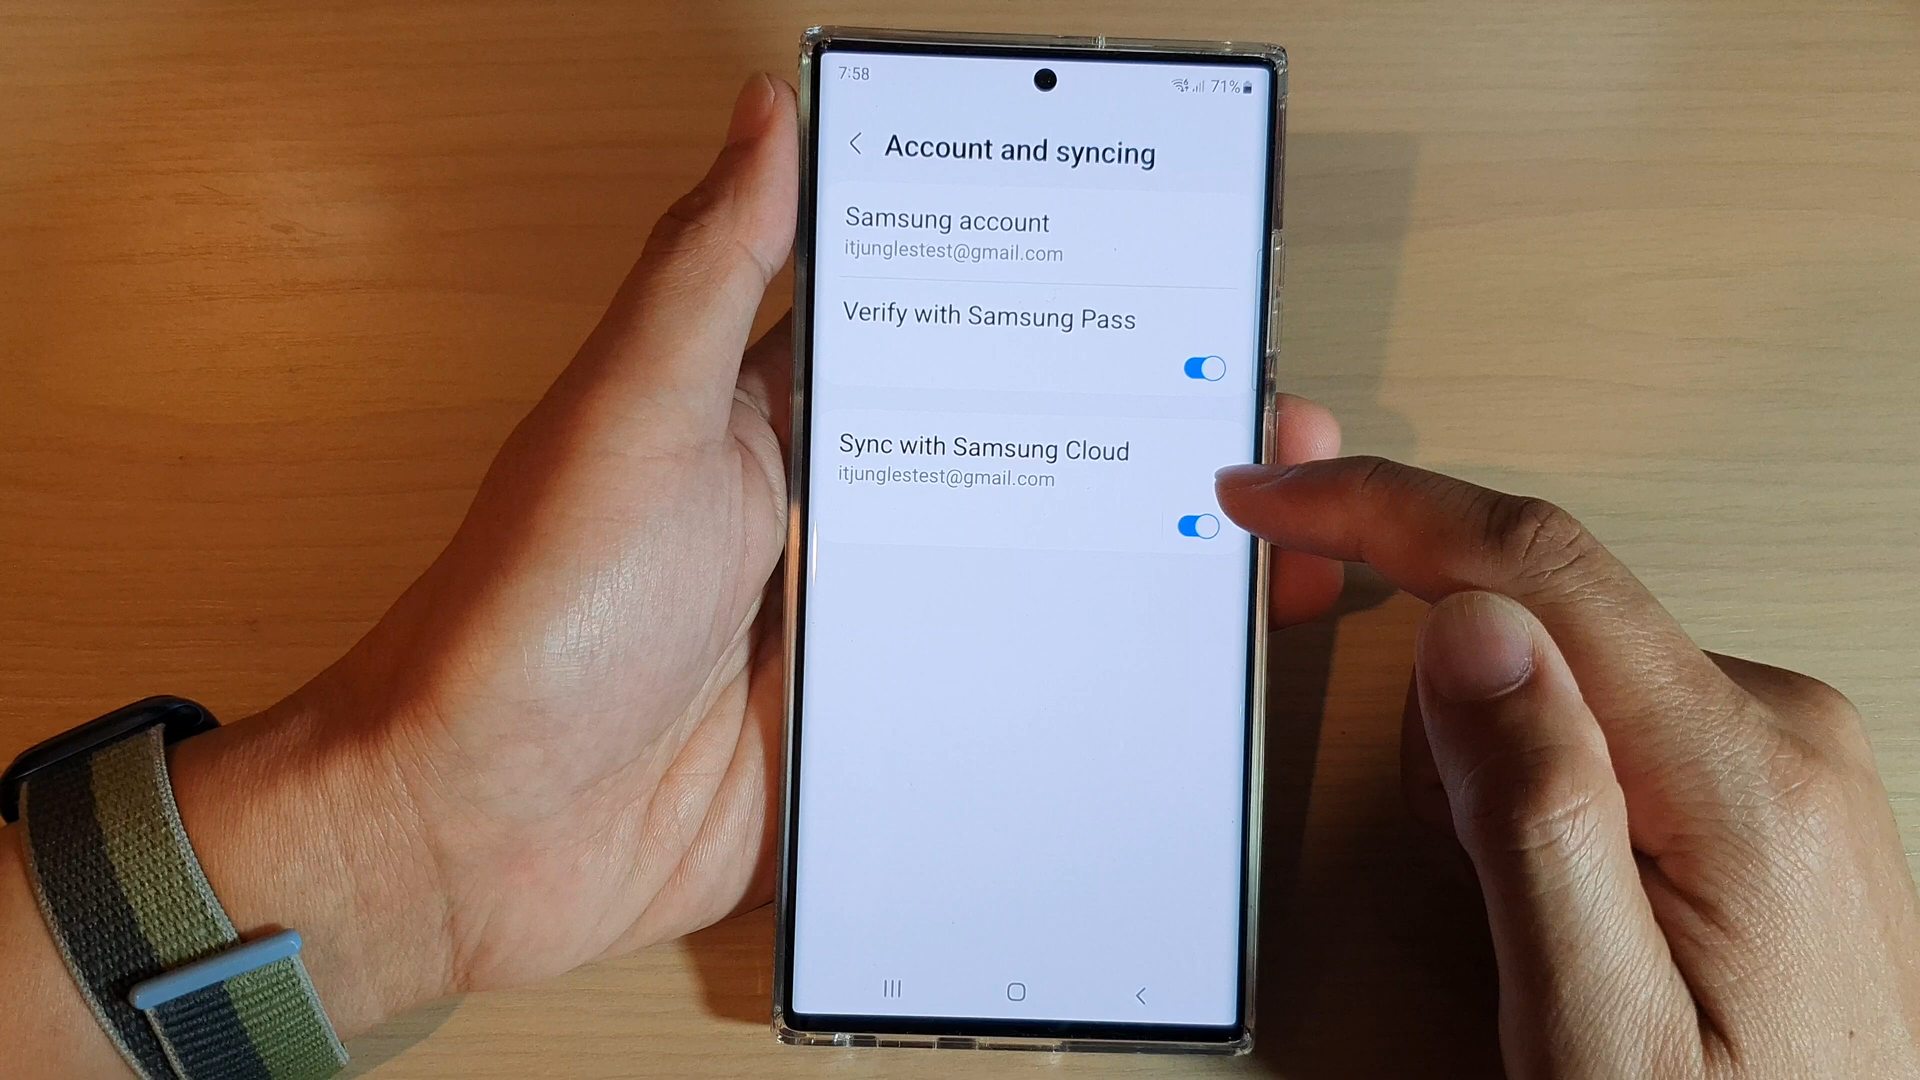 7:58
71%
Account and syncing
Samsung account
itjunglestest@gmail.com
Verify with Samsung Pass
Sync with Samsung Cloud
itjunglestest@gmail.com